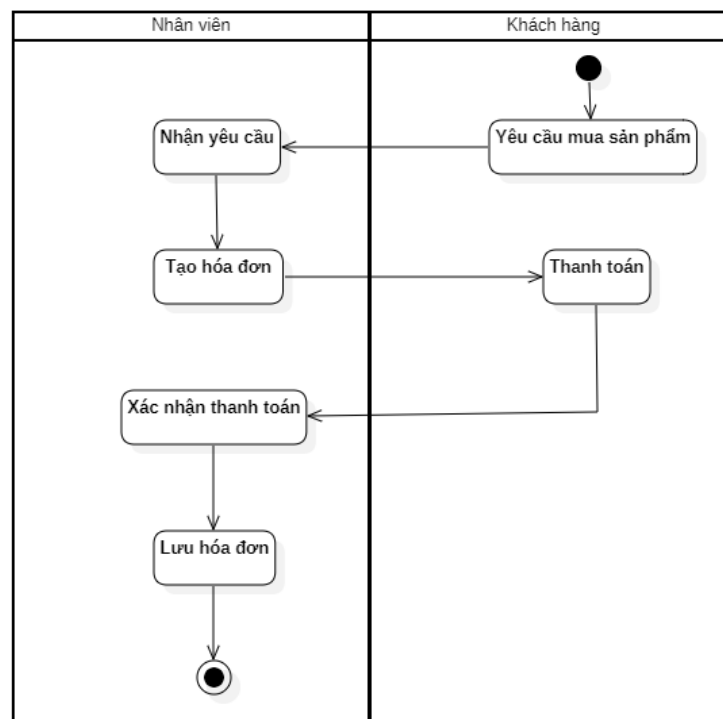 Nhân viên
Khách hàng
Nhận yêu cầu
Yêu cầu mua sản phẩm
Tạo hóa đơn
Thanh toán
Xác nhận thanh toán
Lưu hóa đơn